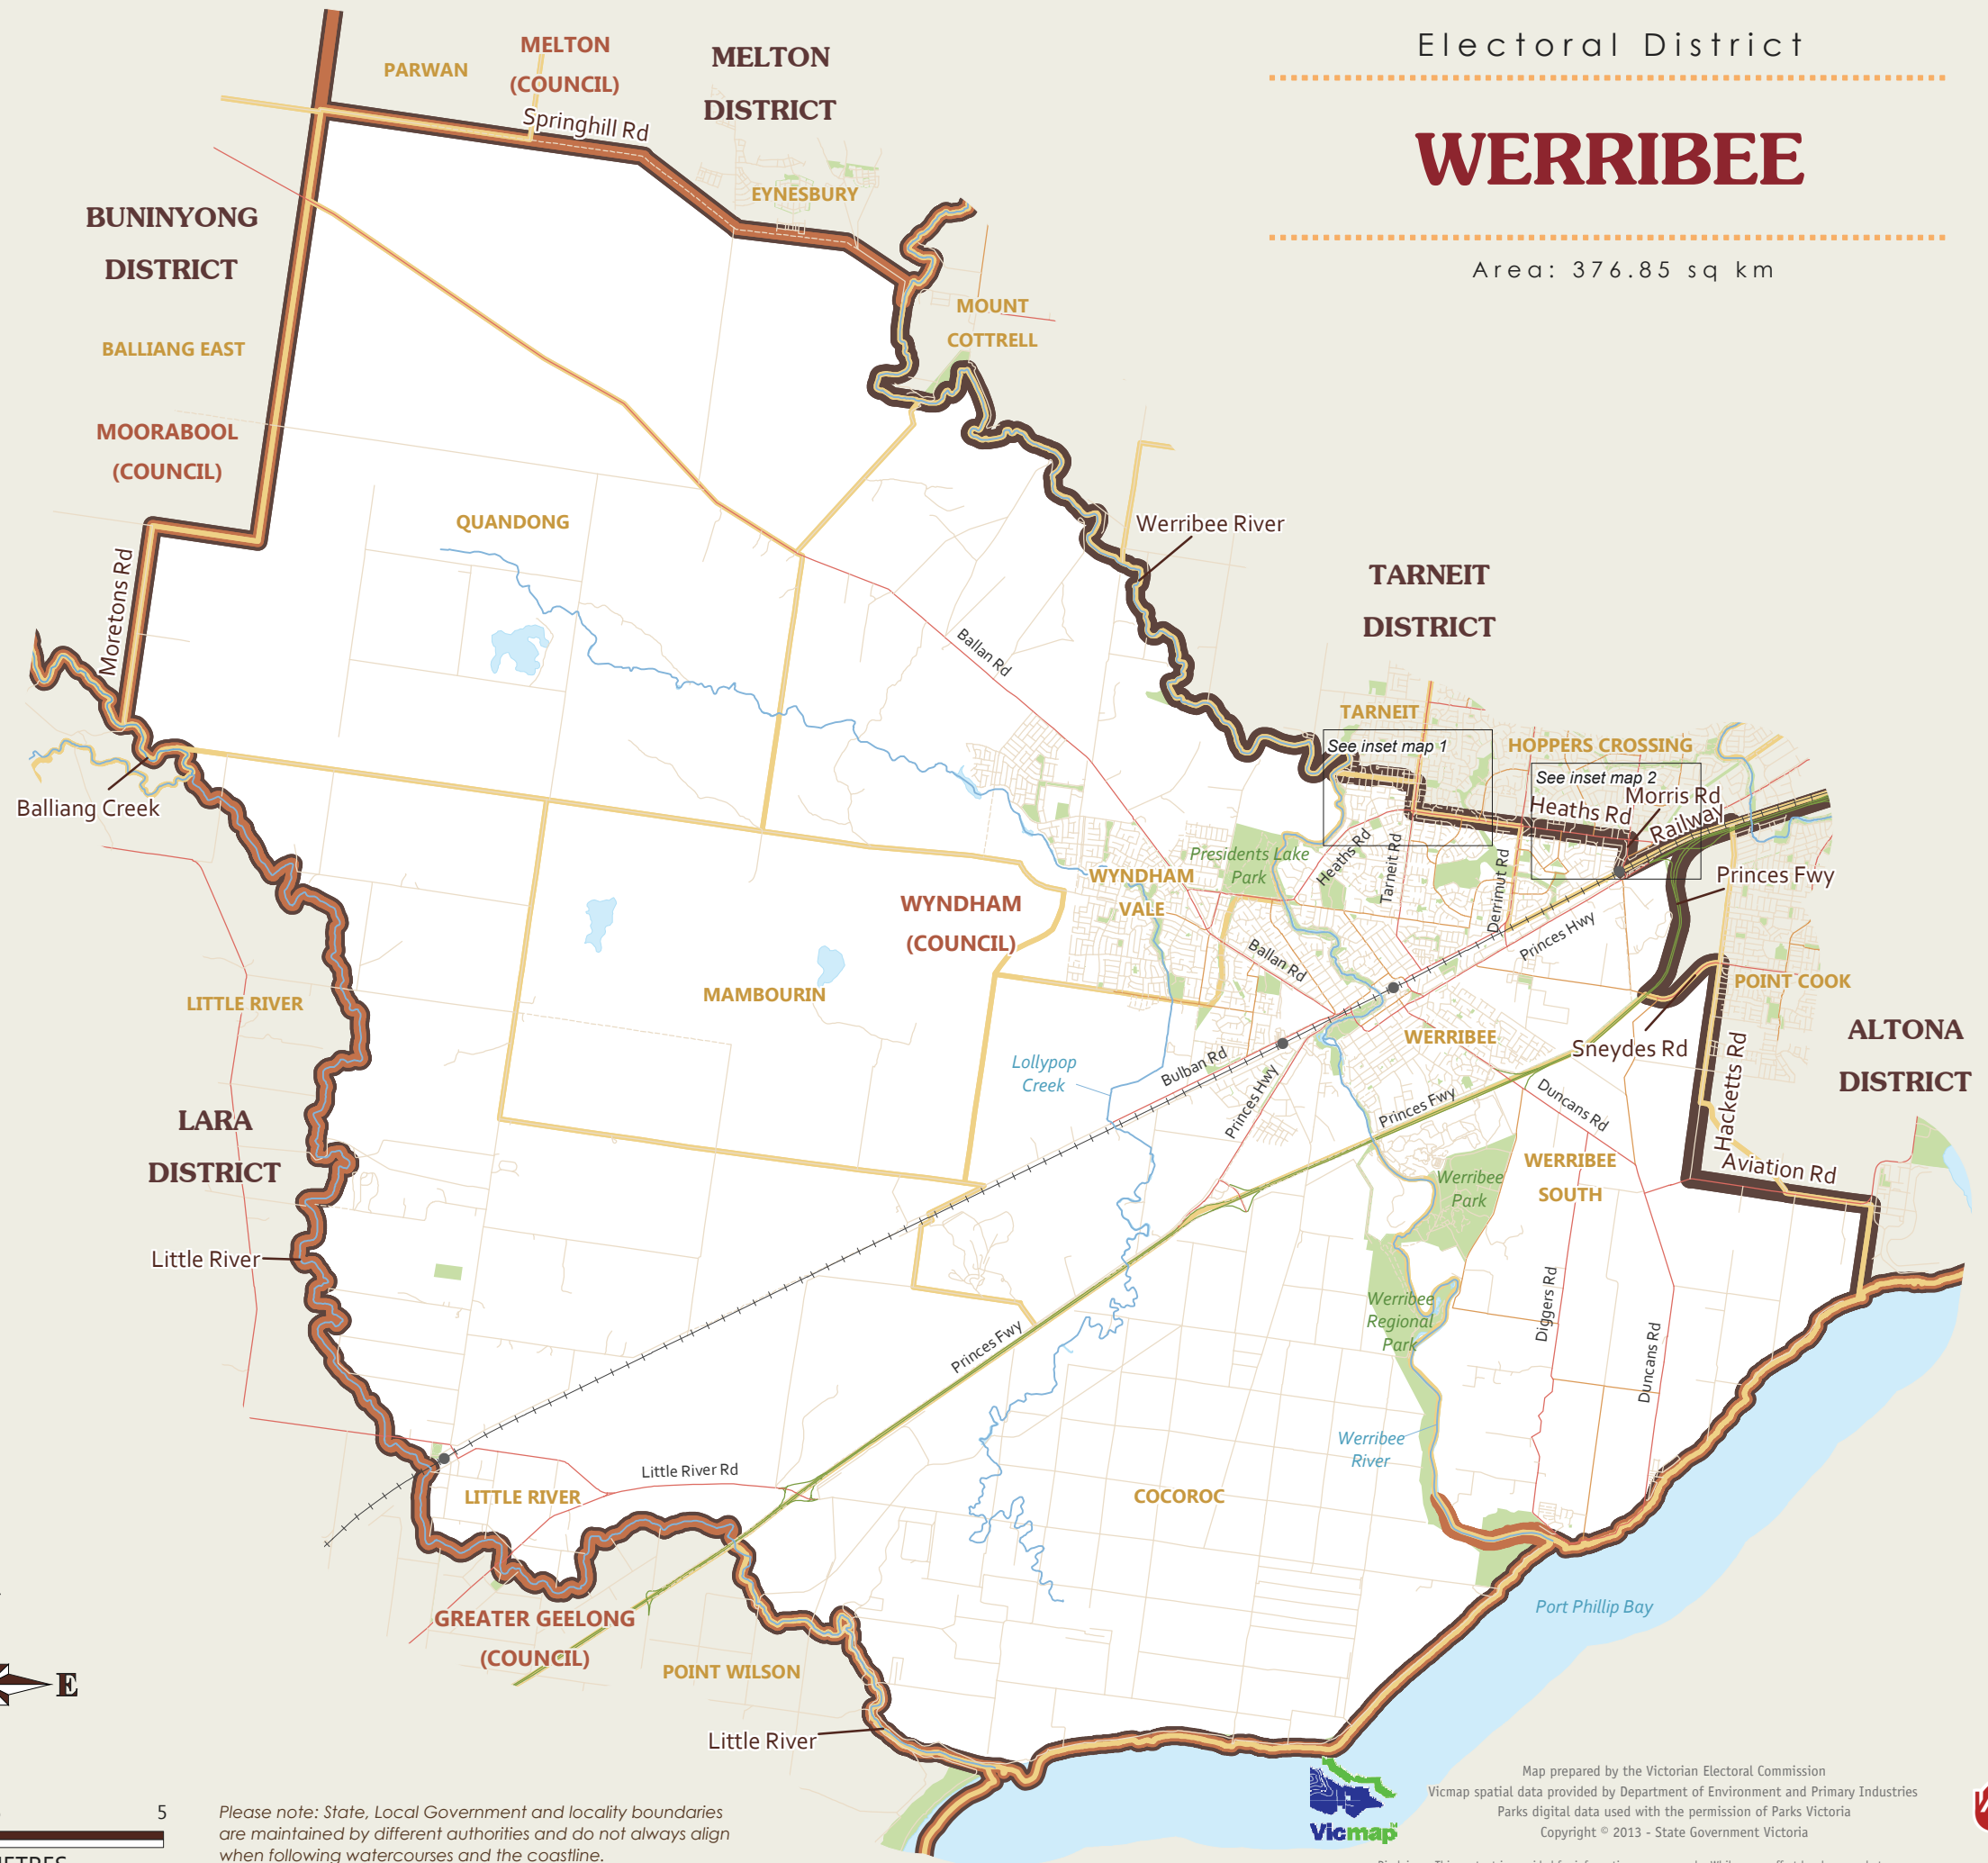 Electoral District
WERRIBEE
Area: 376.85 sq km
PARWAN
MELTON
(COUNCIL)
MELTON
DISTRICT
Springhill Rd
EYNESBURY
BUNINYONG
DISTRICT
MOUNT
COTTRELL
BALLIANG EAST
MOORABOOL
(COUNCIL)
QUANDONG
Werribee River
Moretons Rd
TARNEIT
DISTRICT
Ballan Rd
TARNEIT
See inset map 1
HOPPERS CROSSING
See inset map 2
Morris Rd
Heaths Rd
Railway
Balliang Creek
Presidents Lake
Park
Heaths Rd
Tarneit Rd
Derrimut Rd
Princes Fwy
WYNDHAM
VALE
WYNDHAM
(COUNCIL)
Ballan Rd
Princes Hwy
MAMBOURIN
LITTLE RIVER
POINT COOK
WERRIBEE
ALTONA
DISTRICT
Sneydes Rd
Lollypop
Creek
Bulban Rd
Princes Hwy
Princes Fwy
Duncans Rd
Hacketts Rd
LARA
DISTRICT
Werribee
Park
WERRIBEE
SOUTH
Aviation Rd
Little River
Werribee
Regional
Park
Diggers Rd
Duncans Rd
Princes Fwy
Werribee
River
Little River Rd
LITTLE RIVER
COCOROC
GREATER GEELONG
(COUNCIL)
POINT WILSON
Port Phillip Bay
E
Little River
5
Please note: State, Local Government and locality boundaries
are maintained by different authorities and do not always align
when following watercourses and the coastline.
Vicmap
Map prepared by the Victorian Electoral Commission
Vicmap spatial data provided by Department of Environment and Primary Industries
Parks digital data used with the permission of Parks Victoria
Copyright © 2013 - State Government Victoria